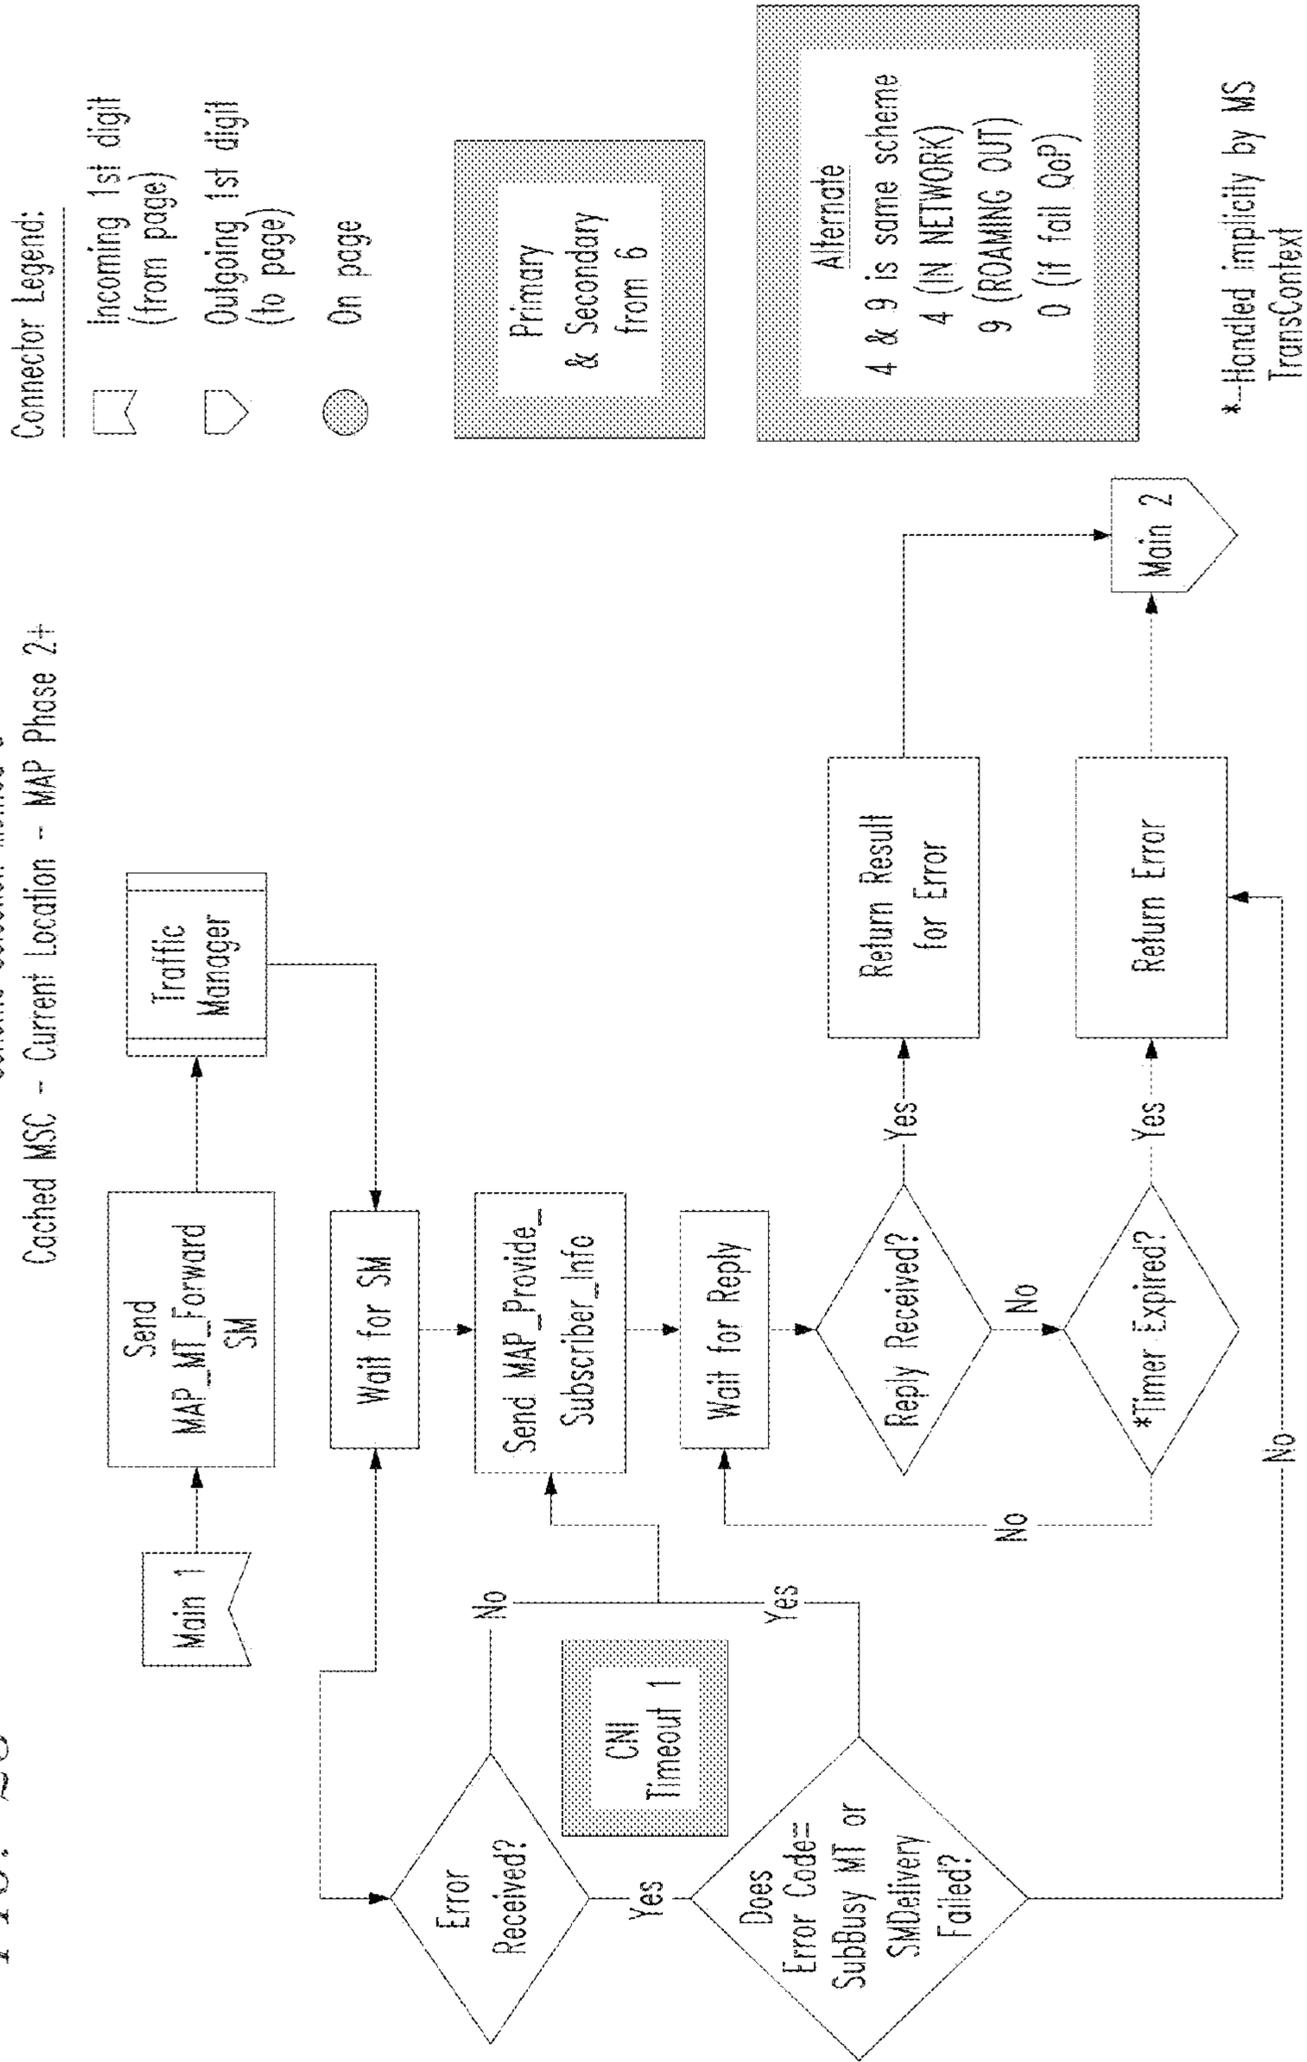 Cached MSC - Current Location - MAP Phase 2+
Connector Legend:
Incoming 1st digit
(from page)
Outgoing 1st digit
(to page)
On page
Primary
& Secondary
from 6
Alternate
4 & 9 is same scheme
4 (IN NETWORK)
9 (ROAMING OUT)
0 (if fail QoP)
*-Handled implicitly by MS
TransContext
Main 1
Send
MAP_MT_Forward
SM
Traffic
Manager
Wait for SM
Error
Received?
No
Yes
CNI
Timeout 1
Does
Error Code=
SubBusy MT or
SMDelivery
Failed?
Yes
No
Send MAP_Provide_
Subscriber_Info
Wait for Reply
Reply Received?
Yes
No
*Timer Expired?
Yes
No
Return Result
for Error
Return Error
Main 2